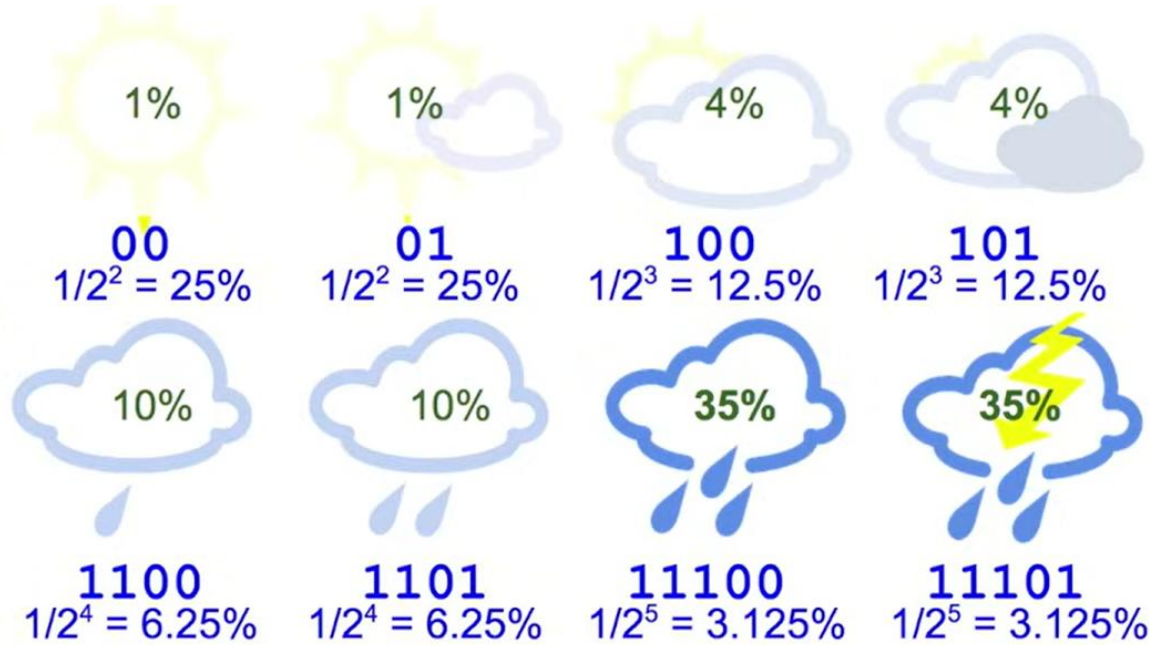 1% 1% 4% 4%
00 01 100 101
1/2² = 25% 1/2² = 25% 1/2³ = 12.5% 1/2³ = 12.5%
10% 10% 35% 35%
1100 1101 11100 11101
1/2⁴ = 6.25% 1/2⁴ = 6.25% 1/2⁵ = 3.125% 1/2⁵ = 3.125%